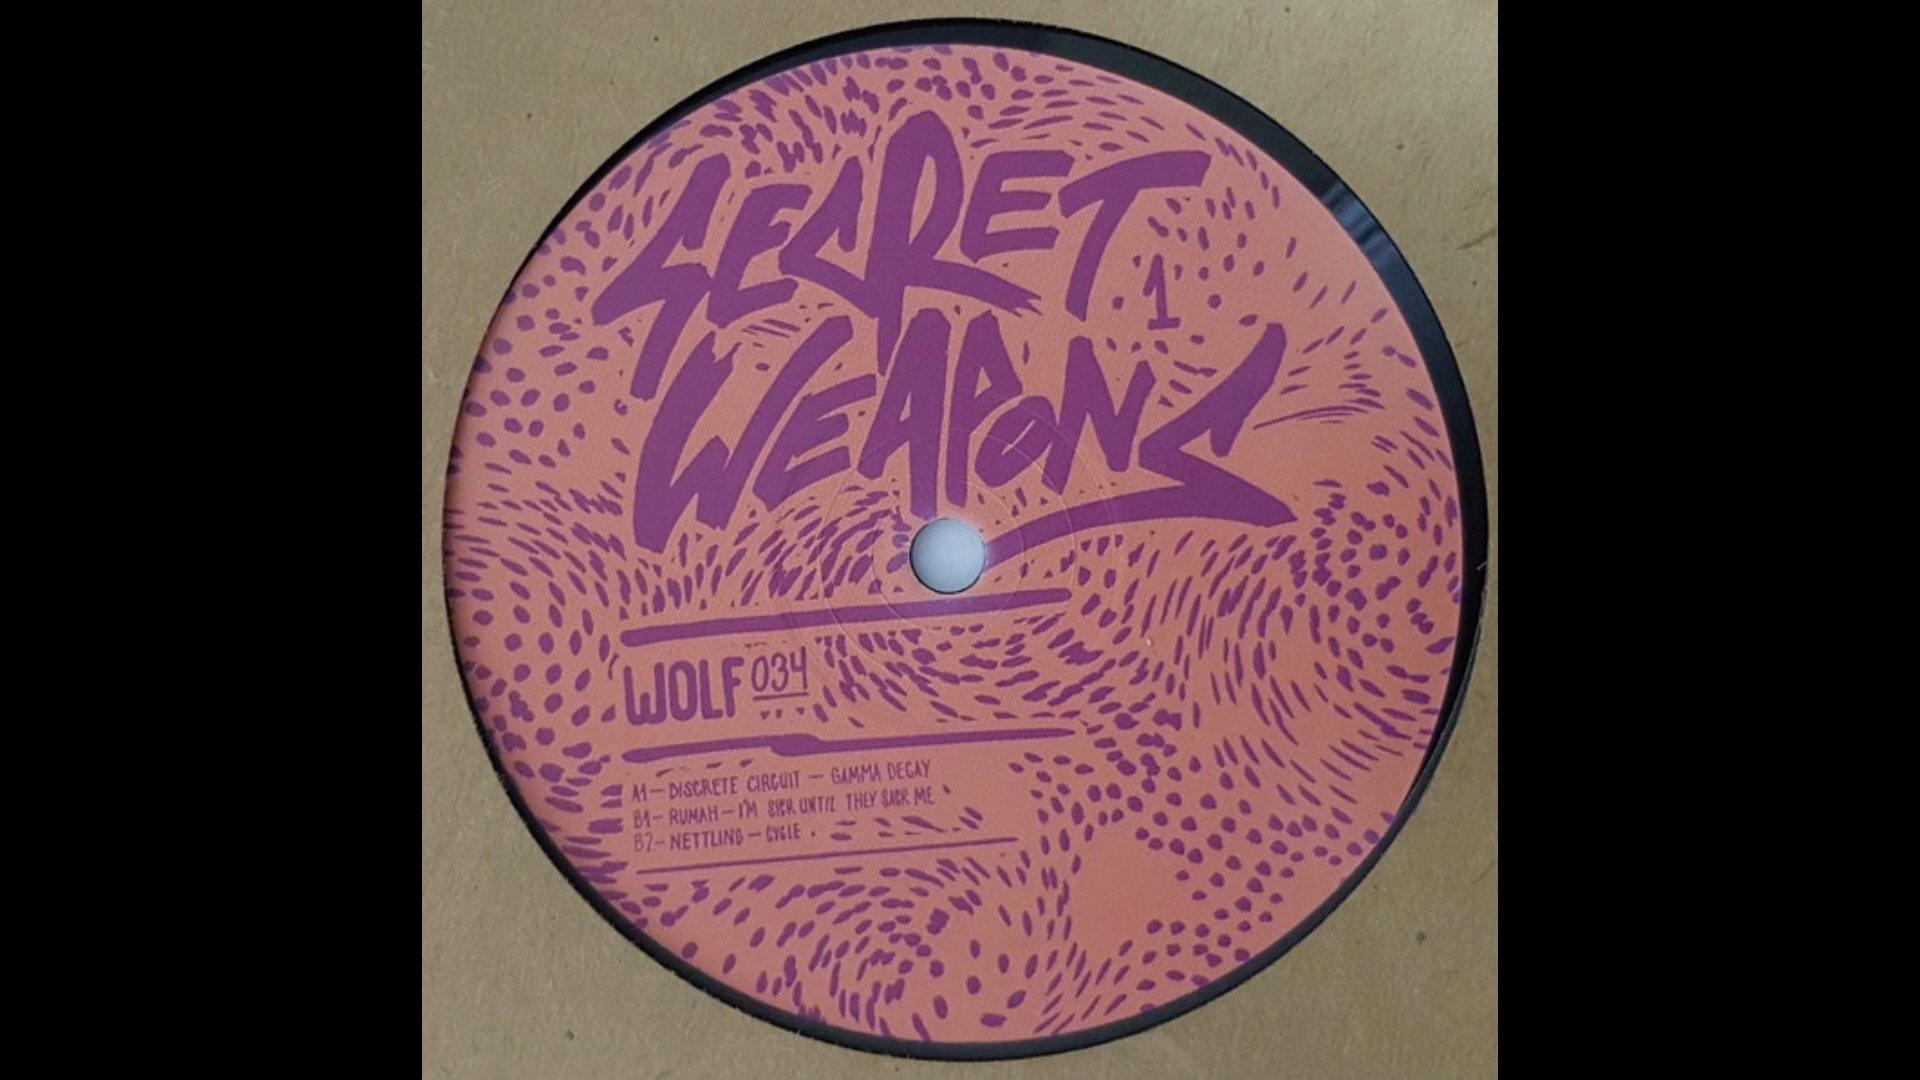 SECRET
1
WEAPONS
WOLF 034
A1 – DISCRETE CIRCUIT – GAMMA DECAY
B1 – RUMAH – I'M SICK UNTIL THEY SACK ME
B2 – NETTLING – CYCLE